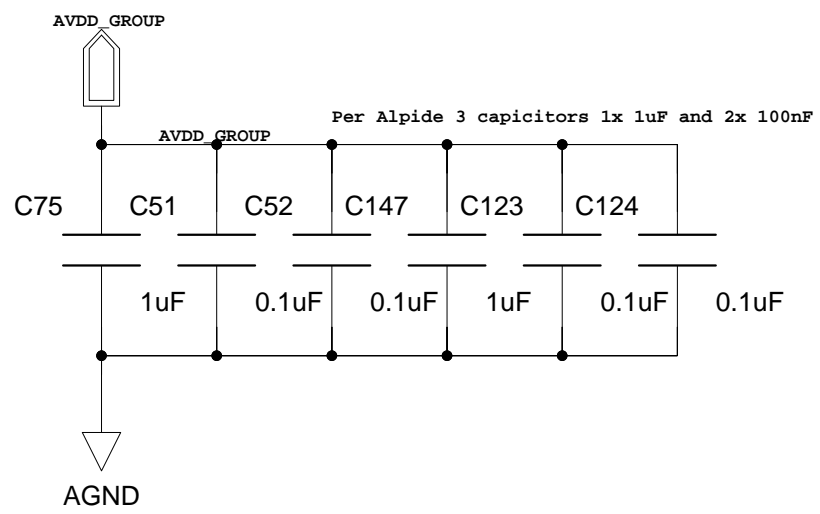 AVDD_GROUP
Per Alpide 3 capicitors 1x 1uF and 2x 100nF
AVDD_GROUP
C75 C51 C52 C147 C123 C124
1uF 0.1uF 0.1uF 1uF 0.1uF 0.1uF
AGND